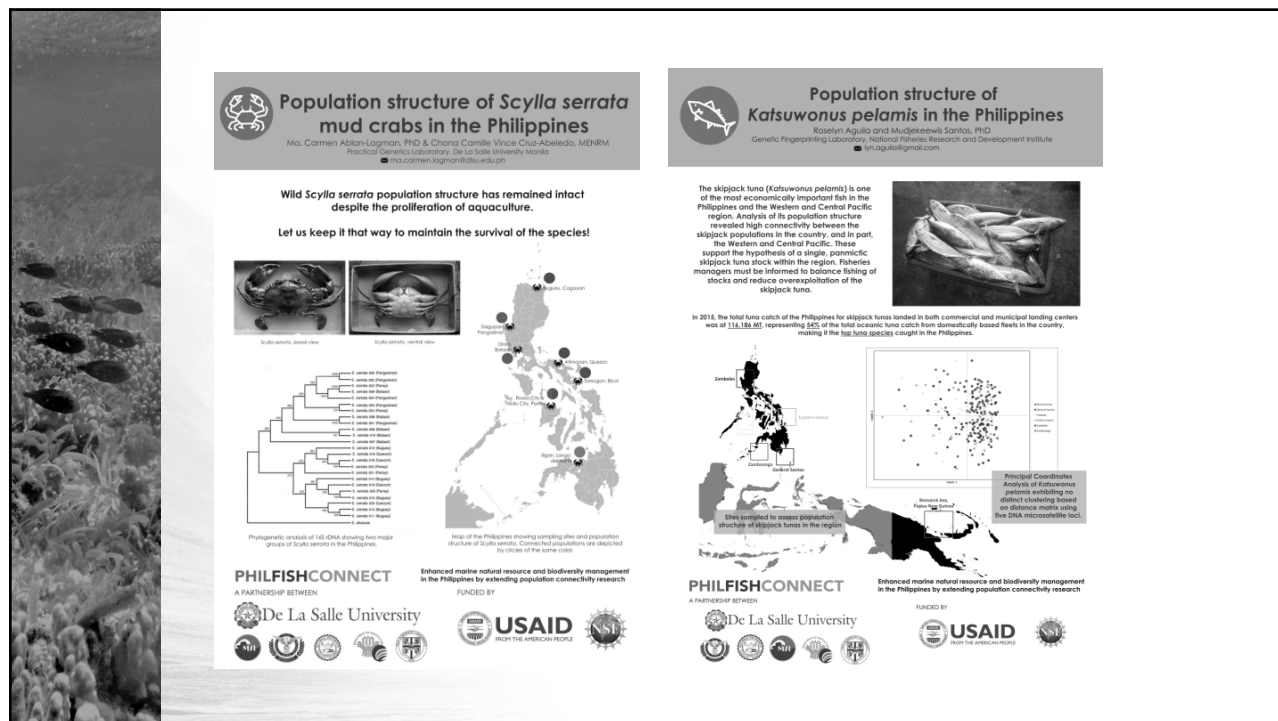 Population structure of Scylla serrata
mud crabs in the Philippines
Ma. Carmen Ablan-Lagman, PhD & Chona Camille Vince Cruz-Abeledo, MENRM
Practical Genetics Laboratory, De La Salle University Manila
ma.carmen.lagman@dlsu.edu.ph
Wild Scylla serrata population structure has remained intact
despite the proliferation of aquaculture.
Let us keep it that way to maintain the survival of the species!
Scylla serrata, dorsal view
Scylla serrata, ventral view
Buguey, Cagayan
Dagupan,
Pangasinan
Orani,
Bataan
Atimonan, Quezon
Sorsogon, Bicol
Roxas City &
Panay
Iligan, Lanao
del Norte
Phylogenetic analysis of 16S rDNA showing two major
groups of Scylla serrata in the Philippines.
Map of the Philippines showing sampling sites and population
structure of Scylla serrata. Connected populations are depicted
by circles of the same color.
PHILFISHCONNECT
A PARTNERSHIP BETWEEN
De La Salle University
MSI
Enhanced marine natural resource and biodiversity management
in the Philippines by extending population connectivity research
FUNDED BY
USAID
FROM THE AMERICAN PEOPLE
NSF
Population structure of
Katsuwonus pelamis in the Philippines
Roselyn Aguila and Mudjekeewis Santos, PhD
Genetic Fingerprinting Laboratory, National Fisheries Research and Development Institute
lyn.aguila@gmail.com
The skipjack tuna (Katsuwonus pelamis) is one
of the most economically important fish in the
Philippines and the Western and Central Pacific
region. Analysis of its population structure
revealed high connectivity between the
skipjack populations in the country, and in part,
the Western and Central Pacific. These
support the hypothesis of a single, panmictic
skipjack tuna stock within the region. Fisheries
managers must be informed to balance fishing of
stocks and reduce overexploitation of the
skipjack tuna.
In 2015, the total tuna catch of the Philippines for skipjack tunas landed in both commercial and municipal landing centers
was at 116,186 MT, representing 54% of the total oceanic tuna catch from domestically based fleets in the country,
making it the top tuna species caught in the Philippines.
Zambales
Eastern Samar
Zamboanga
General Santos
Bismarck Sea,
Papua New Guinea
Sites sampled to assess population
structure of skipjack tunas in the region
Principal Coordinates
Analysis of Katsuwonus
pelamis exhibiting no
distinct clustering based
on distance matrix using
five DNA microsatellite loci.
PHILFISHCONNECT
A PARTNERSHIP BETWEEN
De La Salle University
MSI
Enhanced marine natural resource and biodiversity management
in the Philippines by extending population connectivity research
FUNDED BY
USAID
FROM THE AMERICAN PEOPLE
NSF